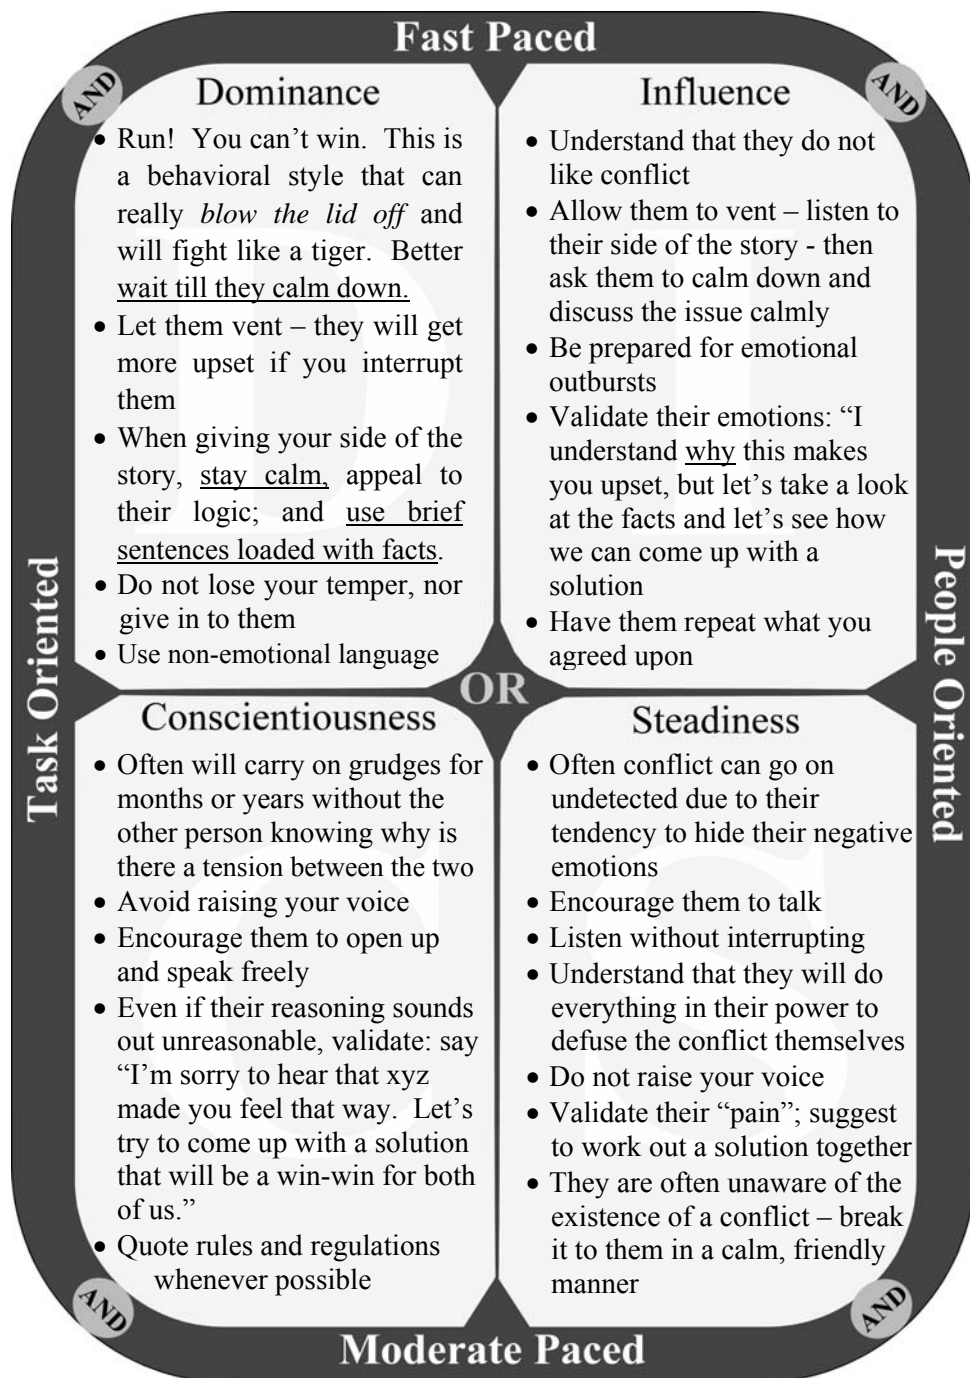 Fast Paced
AND
AND
Dominance
• Run! You can’t win. This is
a behavioral style that can
really blow the lid off and
will fight like a tiger. Better
wait till they calm down.
• Let them vent – they will get
more upset if you interrupt
them
• When giving your side of the
story, stay calm, appeal to
their logic; and use brief
sentences loaded with facts.
• Do not lose your temper, nor
give in to them
• Use non-emotional language
D
Influence
• Understand that they do not
like conflict
• Allow them to vent – listen to
their side of the story - then
ask them to calm down and
discuss the issue calmly
• Be prepared for emotional
outbursts
• Validate their emotions: “I
understand why this makes
you upset, but let’s take a look
at the facts and let’s see how
we can come up with a
solution
• Have them repeat what you
agreed upon
I
Task Oriented
OR
People Oriented
Conscientiousness
• Often will carry on grudges for
months or years without the
other person knowing why is
there a tension between the two
• Avoid raising your voice
• Encourage them to open up
and speak freely
• Even if their reasoning sounds
out unreasonable, validate: say
“I’m sorry to hear that xyz
made you feel that way. Let’s
try to come up with a solution
that will be a win-win for both
of us.”
• Quote rules and regulations
whenever possible
C
Steadiness
• Often conflict can go on
undetected due to their
tendency to hide their negative
emotions
• Encourage them to talk
• Listen without interrupting
• Understand that they will do
everything in their power to
defuse the conflict themselves
• Do not raise your voice
• Validate their “pain”; suggest
to work out a solution together
• They are often unaware of the
existence of a conflict – break
it to them in a calm, friendly
manner
S
AND
AND
Moderate Paced